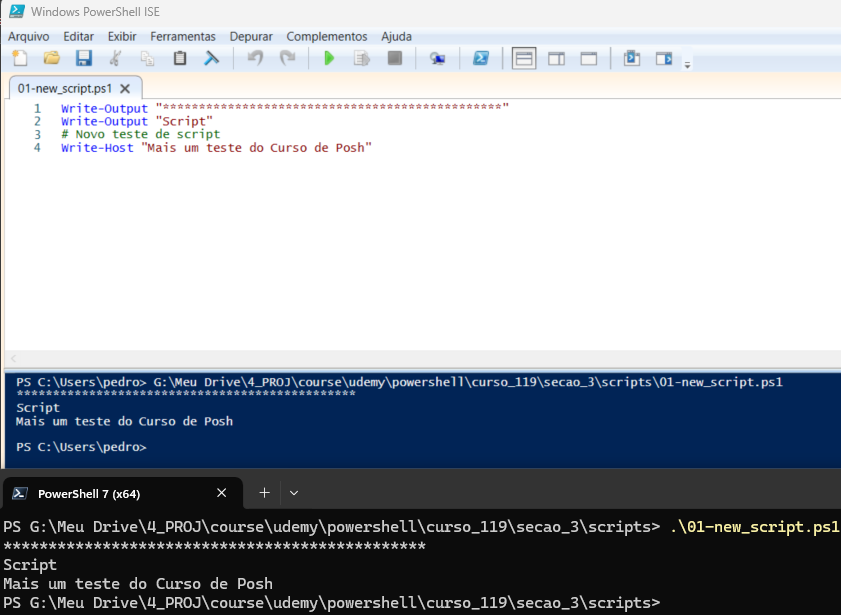 Windows PowerShell ISE
Arquivo Editar Exibir Ferramentas Depurar Complementos Ajuda
01-new_script.ps1 X
1 Write-Output "***********************************************"
2 Write-Output "Script"
3 # Novo teste de script
4 Write-Host "Mais um teste do Curso de Posh"
PS C:\Users\pedro> G:\Meu Drive\4_PROJ\course\udemy\powershell\curso_119\secao_3\scripts\01-new_script.ps1
***********************************************
Script
Mais um teste do Curso de Posh
PS C:\Users\pedro>
PowerShell 7 (x64)
PS G:\Meu Drive\4_PROJ\course\udemy\powershell\curso_119\secao_3\scripts> .\01-new_script.ps1
***********************************************
Script
Mais um teste do Curso de Posh
PS G:\Meu Drive\4_PROJ\course\udemy\powershell\curso_119\secao_3\scripts>